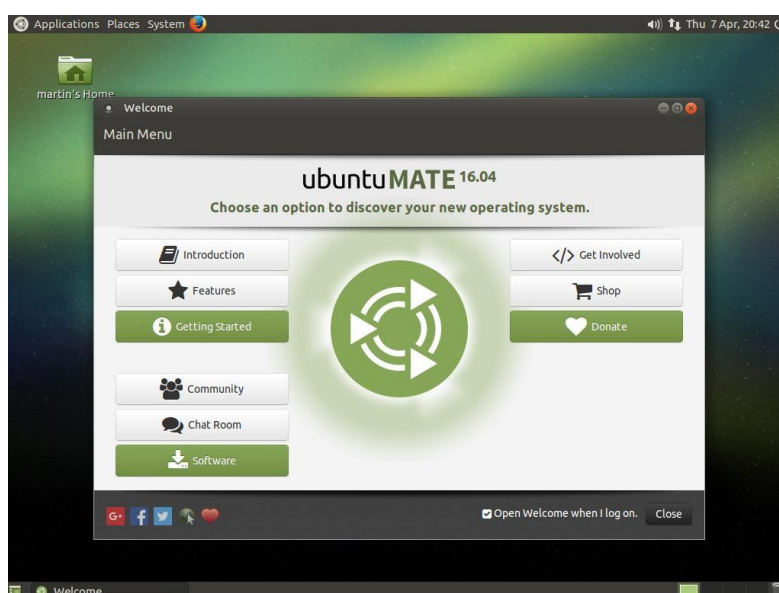 Applications Places System
Thu 7 Apr, 20:42
martin's Home
Welcome
Main Menu
ubuntu MATE 16.04
Choose an option to discover your new operating system.
Introduction
Features
Getting Started
Community
Chat Room
Software
</> Get Involved
Shop
Donate
G+
Open Welcome when I log on.
Close
Welcome